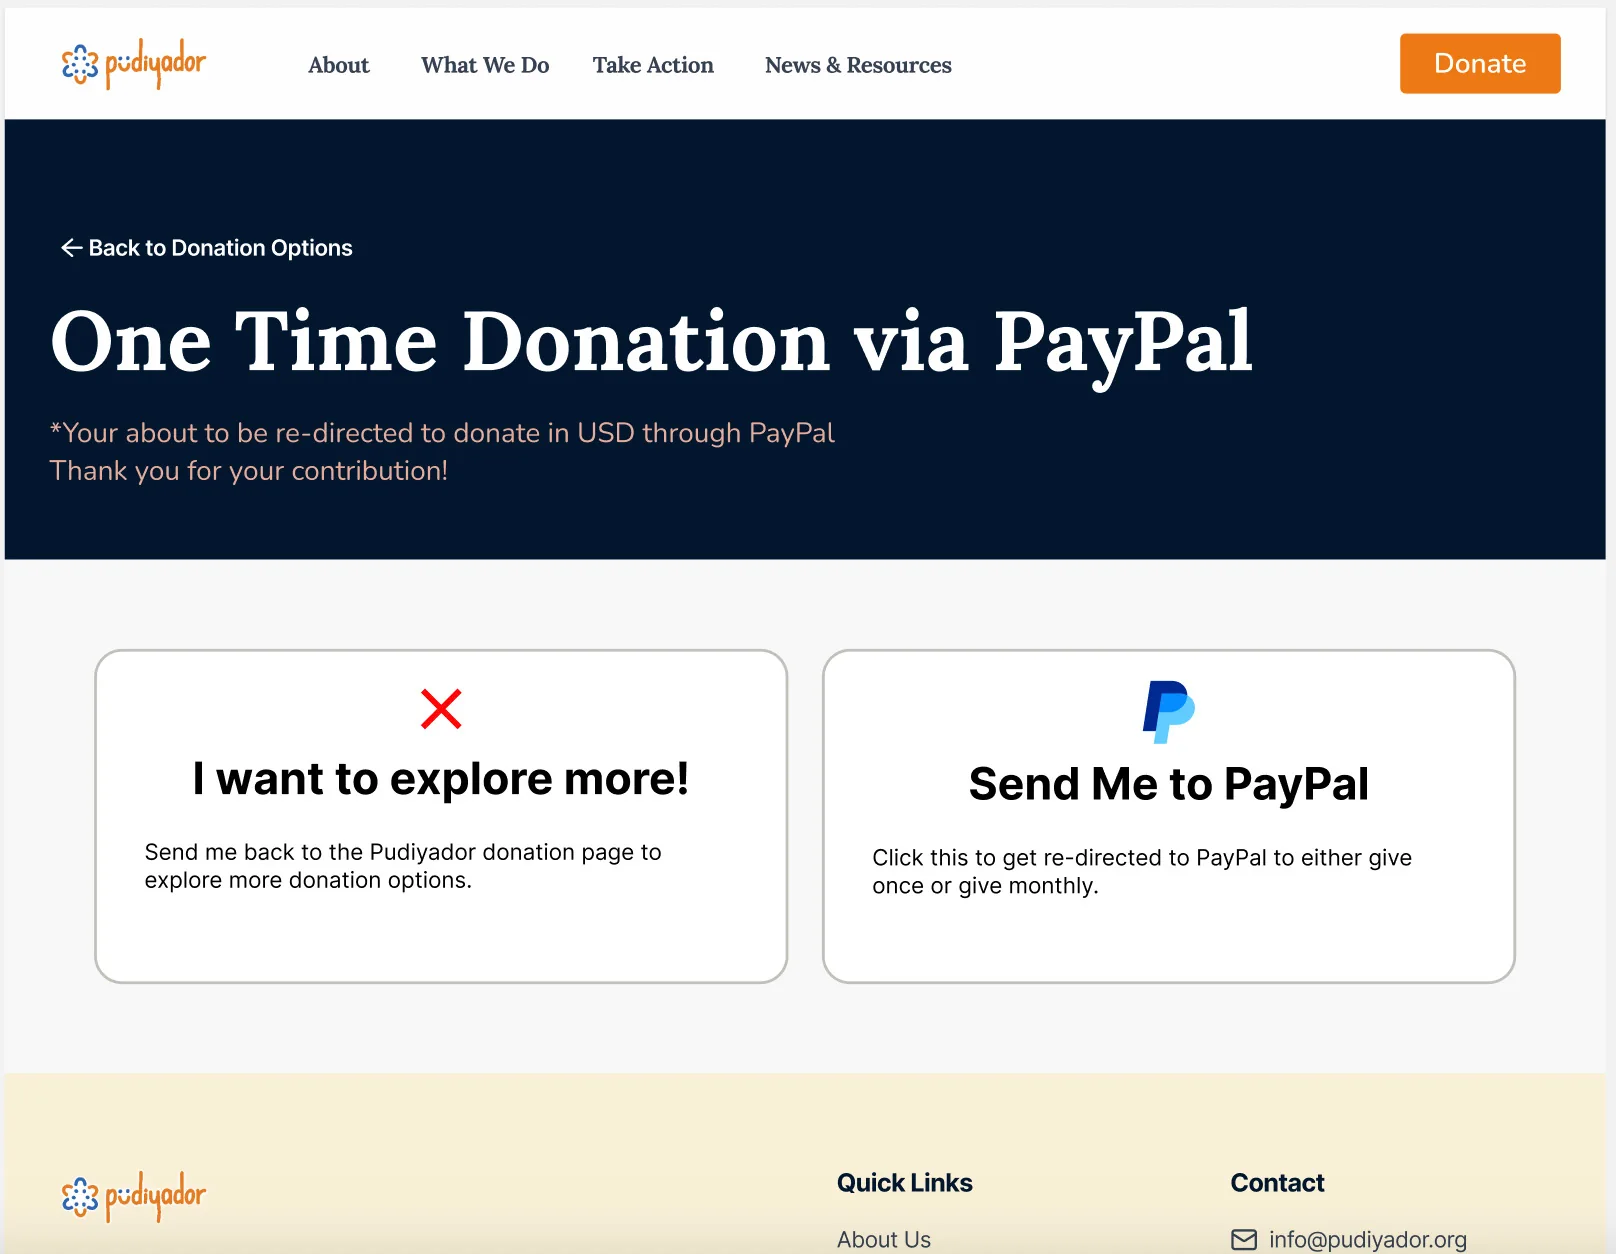 pudiyador
About
What We Do
Take Action
News & Resources
Donate
Back to Donation Options
One Time Donation via PayPal
*Your about to be re-directed to donate in USD through PayPal
Thank you for your contribution!
I want to explore more!
Send me back to the Pudiyador donation page to
explore more donation options.
Send Me to PayPal
Click this to get re-directed to PayPal to either give
once or give monthly.
pudiyador
Quick Links
About Us
Contact
info@pudiyador.org